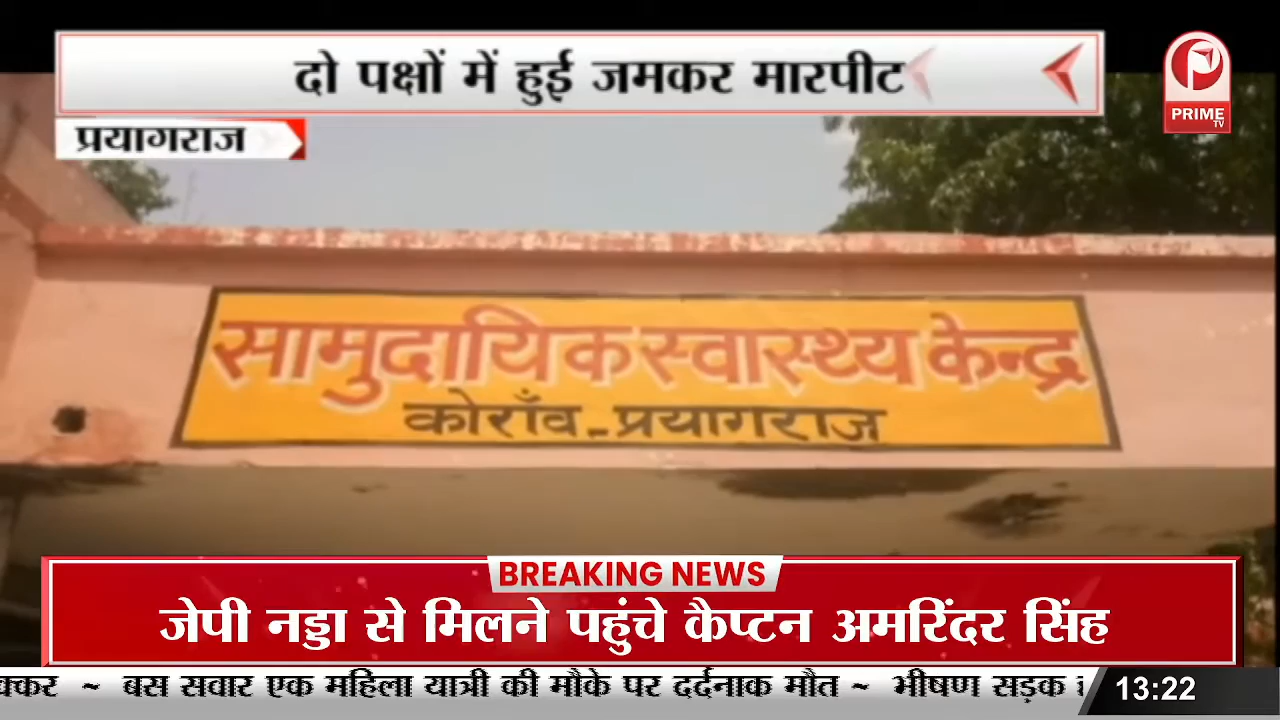 दो पक्षों में हुई जमकर मारपीट
PRIME
TV
प्रयागराज
सामुदायिक स्वास्थ्य केन्द्र
कोराँव-प्रयागराज
BREAKING NEWS
जेपी नड्डा से मिलने पहुंचे कैप्टन अमरिंदर सिंह
क्कर ~ बस सवार एक महिला यात्री की मौके पर दर्दनाक मौत ~ भीषण सड़क
13:22